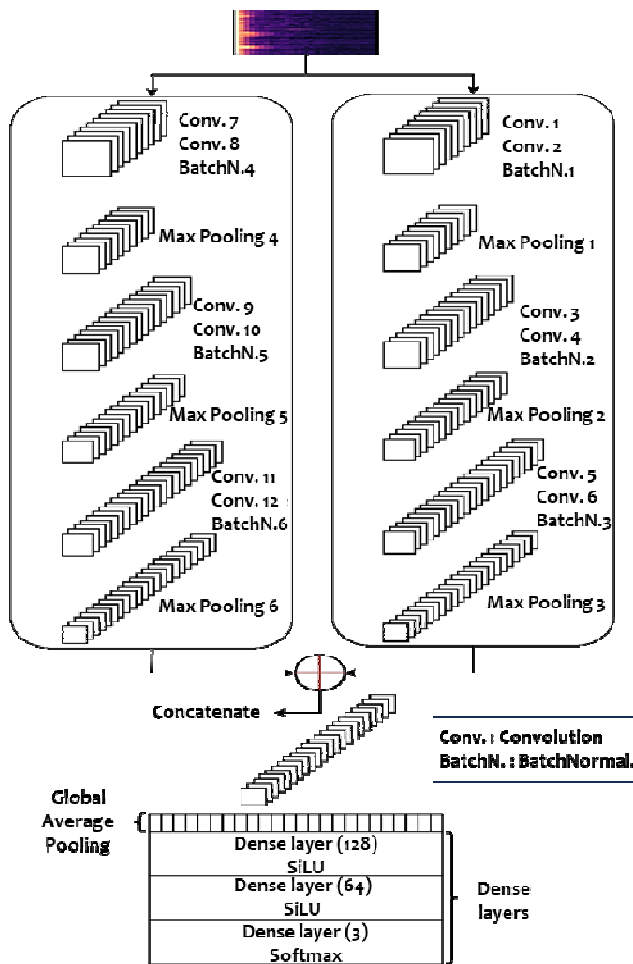 Conv. 7
Conv. 8
BatchN.4
Max Pooling 4
Conv. 9
Conv. 10
BatchN.5
Max Pooling 5
Conv. 11
Conv. 12
BatchN.6
Max Pooling 6
Conv. 1
Conv. 2
BatchN.1
Max Pooling 1
Conv. 3
Conv. 4
BatchN.2
Max Pooling 2
Conv. 5
Conv. 6
BatchN.3
Max Pooling 3
Concatenate
Conv. : Convolution
BatchN. : BatchNormal.
Global
Average
Pooling
Dense layer (128)
SiLU
Dense layer (64)
SiLU
Dense layer (3)
Softmax
Dense
layers